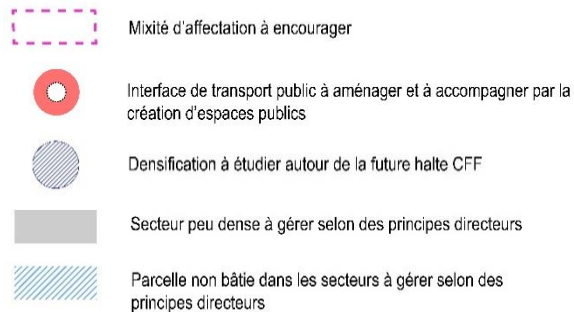 Mixité d'affectation à encourager
Interface de transport public à aménager et à accompagner par la
création d'espaces publics
Densification à étudier autour de la future halte CFF
Secteur peu dense à gérer selon des principes directeurs
Parcelle non bâtie dans les secteurs à gérer selon des
principes directeurs